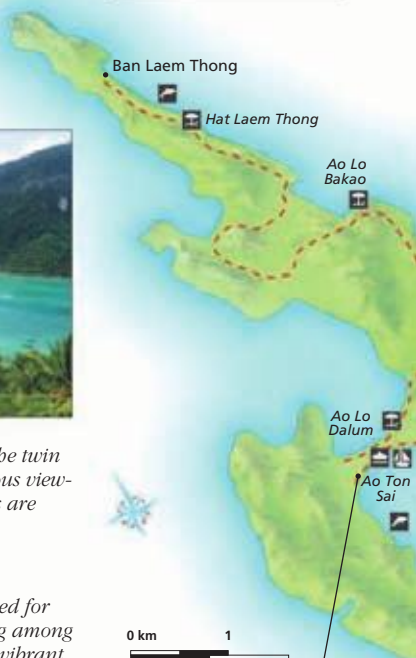 Ban Laem Thong
Hat Laem Thong
Ao Lo
Bakao
Ao Lo
Dalum
Ao Ton
Sai
he twin
ous view-
are
ed for
g among
vibrant
0 km 1